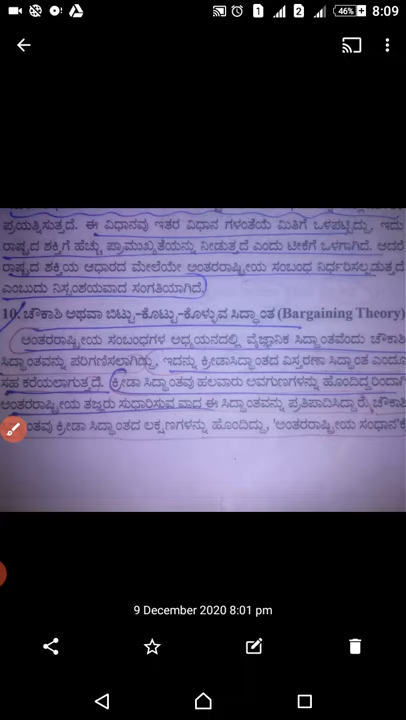 46% 8:09
ಪ್ರಯತ್ನಿಸುತ್ತದೆ. ಈ ವಿಧಾನವು ಇತರ ವಿಧಾನ ಗಳಂತೆಯೆ ಮಿತಿಗೆ ಒಳಪಟ್ಟಿದ್ದು, ಇದು
ರಾಷ್ಟ್ರದ ಶಕ್ತಿಗೆ ಹೆಚ್ಚು ಪ್ರಾಮುಖ್ಯತೆಯನ್ನು ನೀಡುತ್ತದೆ ಎಂದು ಟೀಕೆಗೆ ಒಳಗಾಗಿದೆ. ಆದರೆ
ರಾಷ್ಟ್ರದ ಶಕ್ತಿಯ ಆಧಾರದ ಮೇಲೆಯೇ ಅಂತರರಾಷ್ಟ್ರೀಯ ಸಂಬಂಧ ನಿರ್ಧರಿಸಲ್ಪಡುತ್ತದೆ
ಎಂಬುದು ನಿಸ್ಸಂಶಯವಾದ ಸಂಗತಿಯಾಗಿದೆ.
10. ಚೌಕಾಶಿ ಅಥವಾ ಬಿಟ್ಟು-ಕೊಟ್ಟು-ಕೊಳ್ಳುವ ಸಿದ್ಧಾಂತ (Bargaining Theory)
ಅಂತರರಾಷ್ಟ್ರೀಯ ಸಂಬಂಧಗಳ ಅಧ್ಯಯನದಲ್ಲಿ ವೈಜ್ಞಾನಿಕ ಸಿದ್ಧಾಂತವೆಂದು ಚೌಕಾಶಿ
ಸಿದ್ಧಾಂತವನ್ನು ಪರಿಗಣಿಸಲಾಗಿದ್ದು, ಇದನ್ನು ಕ್ರೀಡಾಸಿದ್ಧಾಂತದ ವಿಸ್ತರಣಾ ಸಿದ್ಧಾಂತ ಎಂದೂ
ಸಹ ಕರೆಯಲಾಗುತ್ತದೆ. ಕ್ರೀಡಾ ಸಿದ್ಧಾಂತವು ಹಲವಾರು ಅವಗುಣಗಳನ್ನು ಹೊಂದಿದ್ದರಿಂದಾಗಿ
ಅಂತರರಾಷ್ಟ್ರೀಯ ತಜ್ಞರು ಸುಧಾರಿಸುವ ವಾದ ಈ ಸಿದ್ಧಾಂತವನ್ನು ಪ್ರತಿಪಾದಿಸಿದ್ದಾರೆ. ಚೌಕಾಶಿ
ಕ್ರೀಡಾ ಸಿದ್ಧಾಂತದ ಲಕ್ಷಣಗಳನ್ನು ಹೊಂದಿದ್ದು, 'ಅಂತರರಾಷ್ಟ್ರೀಯ ಸಂಧಾನ'ಕ
9 December 2020 8:01 pm